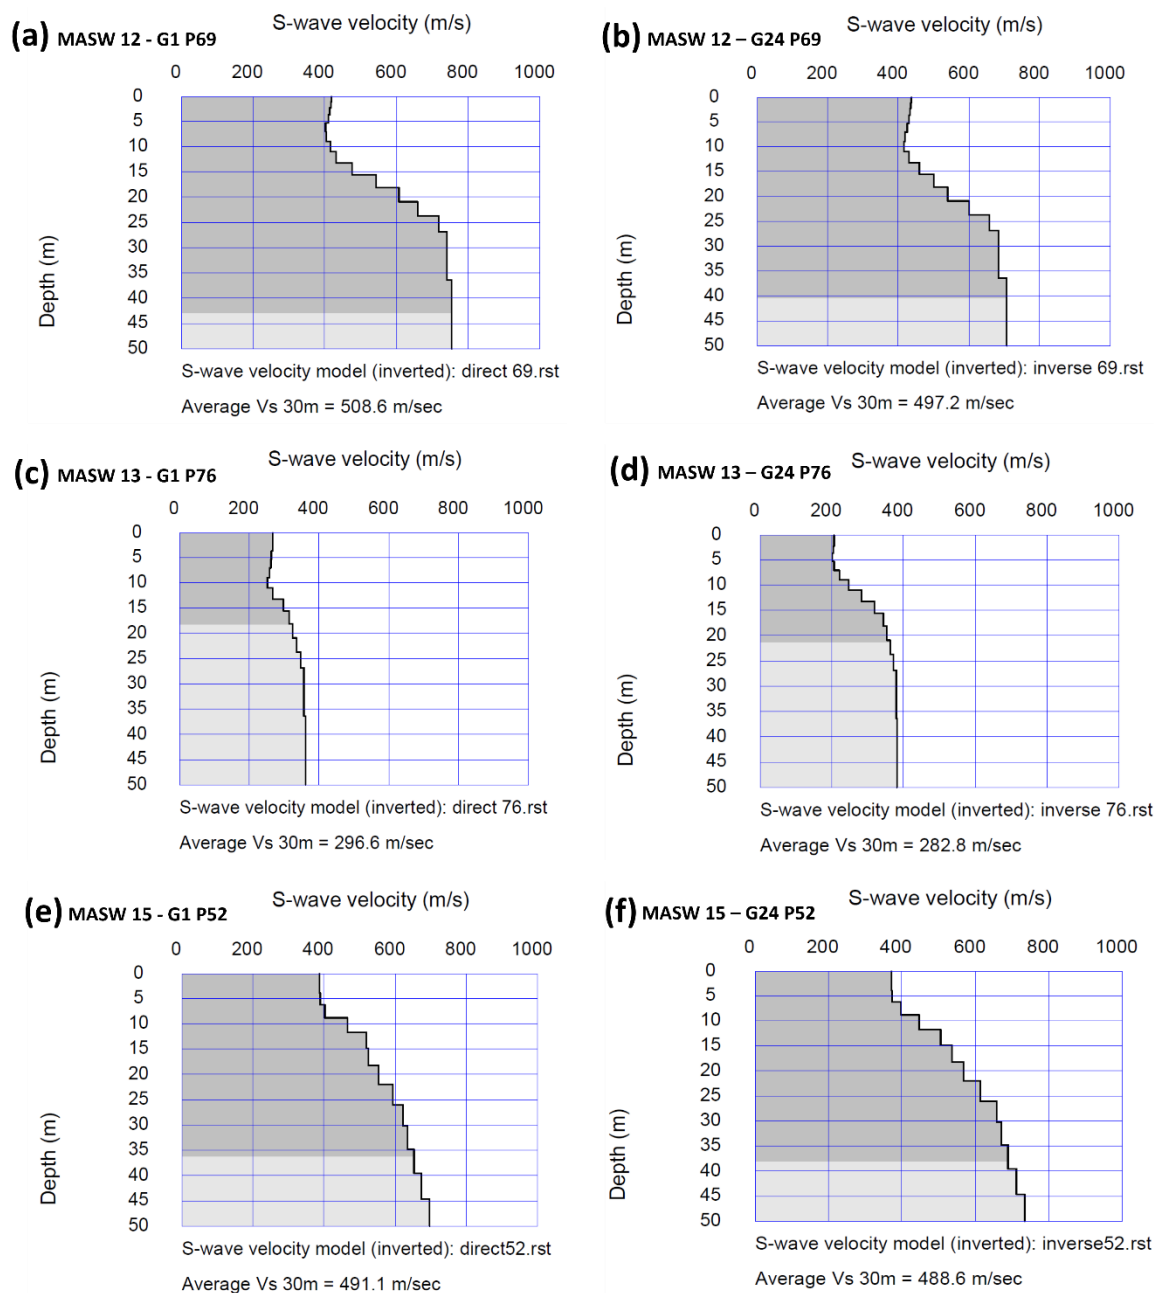 (a) MASW 12 - G1 P69
S-wave velocity (m/s)
0 200 400 600 800 1000
0
5
10
15
20
25
30
35
40
45
50
Depth (m)
S-wave velocity model (inverted): direct 69.rst
Average Vs 30m = 508.6 m/sec
(b) MASW 12 – G24 P69
S-wave velocity (m/s)
0 200 400 600 800 1000
0
5
10
15
20
25
30
35
40
45
50
Depth (m)
S-wave velocity model (inverted): inverse 69.rst
Average Vs 30m = 497.2 m/sec
(c) MASW 13 - G1 P76
S-wave velocity (m/s)
0 200 400 600 800 1000
0
5
10
15
20
25
30
35
40
45
50
Depth (m)
S-wave velocity model (inverted): direct 76.rst
Average Vs 30m = 296.6 m/sec
(d) MASW 13 – G24 P76
S-wave velocity (m/s)
0 200 400 600 800 1000
0
5
10
15
20
25
30
35
40
45
50
Depth (m)
S-wave velocity model (inverted): inverse 76.rst
Average Vs 30m = 282.8 m/sec
(e) MASW 15 - G1 P52
S-wave velocity (m/s)
0 200 400 600 800 1000
0
5
10
15
20
25
30
35
40
45
50
Depth (m)
S-wave velocity model (inverted): direct52.rst
Average Vs 30m = 491.1 m/sec
(f) MASW 15 – G24 P52
S-wave velocity (m/s)
0 200 400 600 800 1000
0
5
10
15
20
25
30
35
40
45
50
Depth (m)
S-wave velocity model (inverted): inverse52.rst
Average Vs 30m = 488.6 m/sec